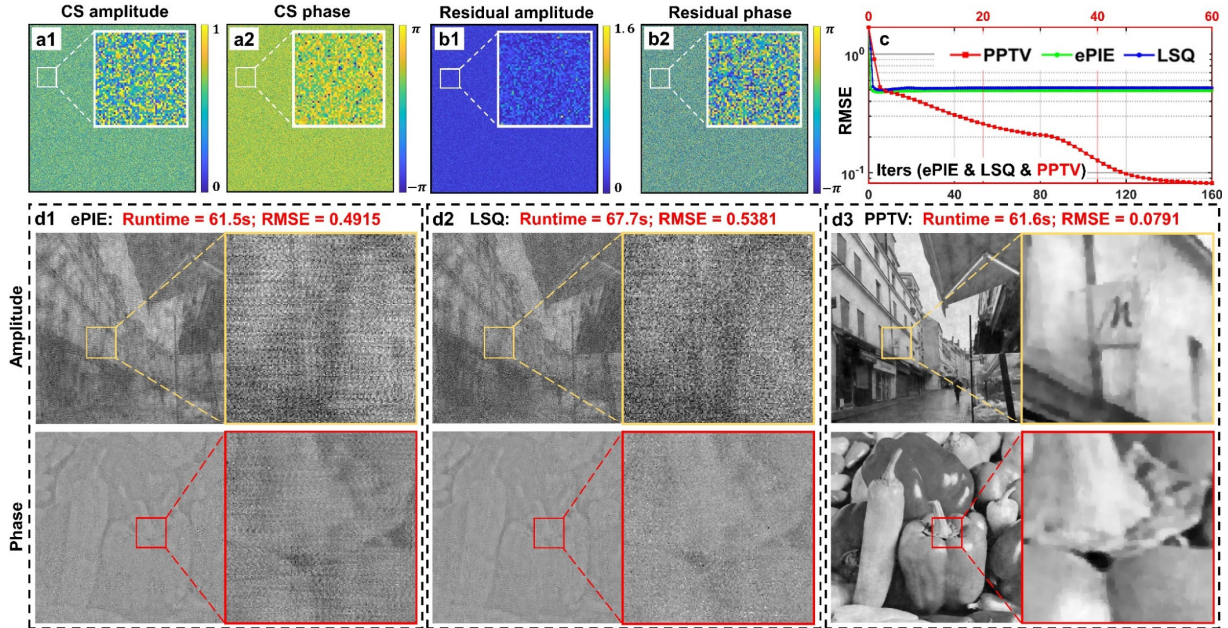 CS amplitude
CS phase
Residual amplitude
Residual phase
a1
1
0
a2
π
−π
b1
1.6
0
b2
π
−π
0 20 40 60
c
PPTV ePIE LSQ
10⁰
10⁻¹
RMSE
Iters (ePIE & LSQ & PPTV)
0 40 80 120 160
d1 ePIE: Runtime = 61.5s; RMSE = 0.4915
d2 LSQ: Runtime = 67.7s; RMSE = 0.5381
d3 PPTV: Runtime = 61.6s; RMSE = 0.0791
Amplitude
Phase